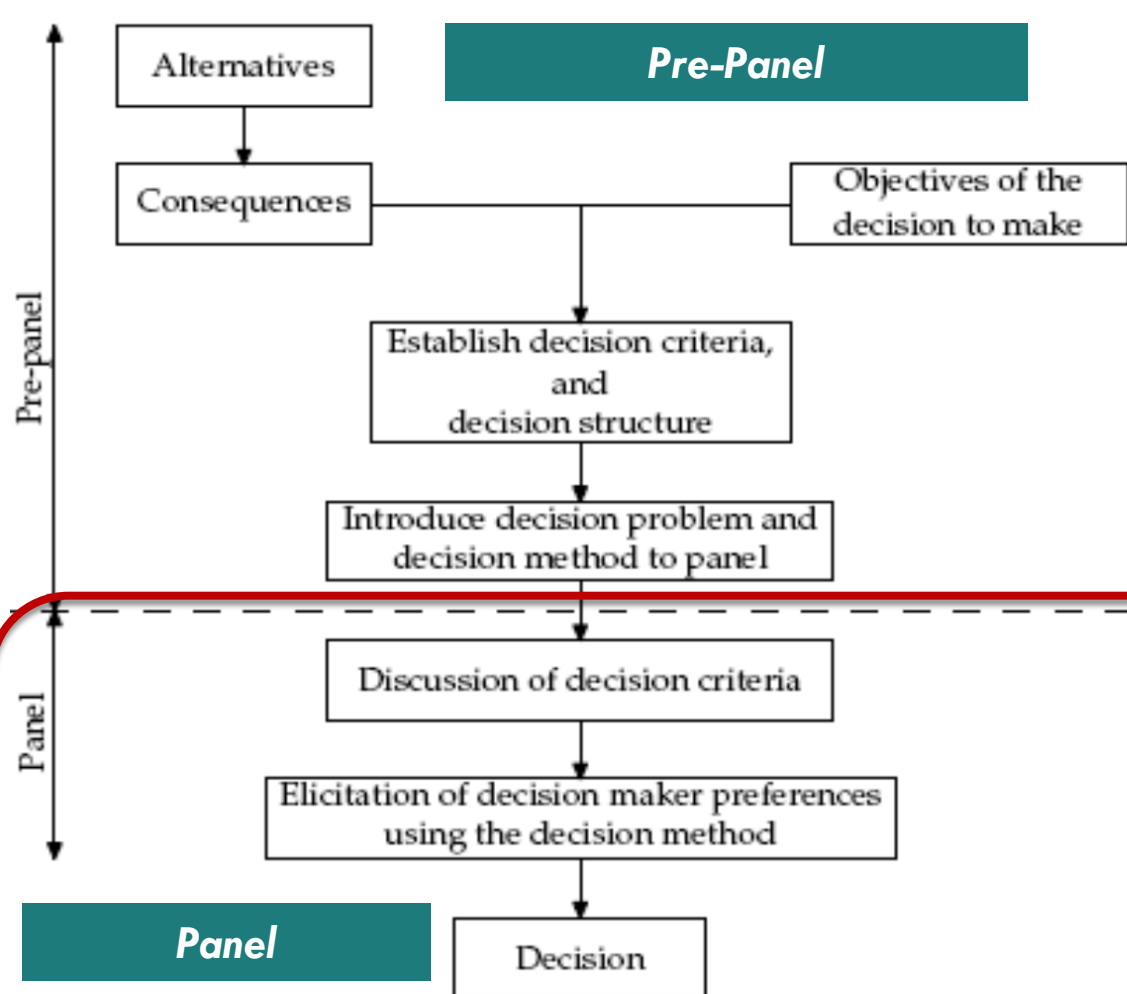 Alternatives
Pre-Panel
Consequences
Objectives of the
decision to make
Pre-panel
Establish decision criteria,
and
decision structure
Introduce decision problem and
decision method to panel
Panel
Discussion of decision criteria
Elicitation of decision maker preferences
using the decision method
Panel
Decision